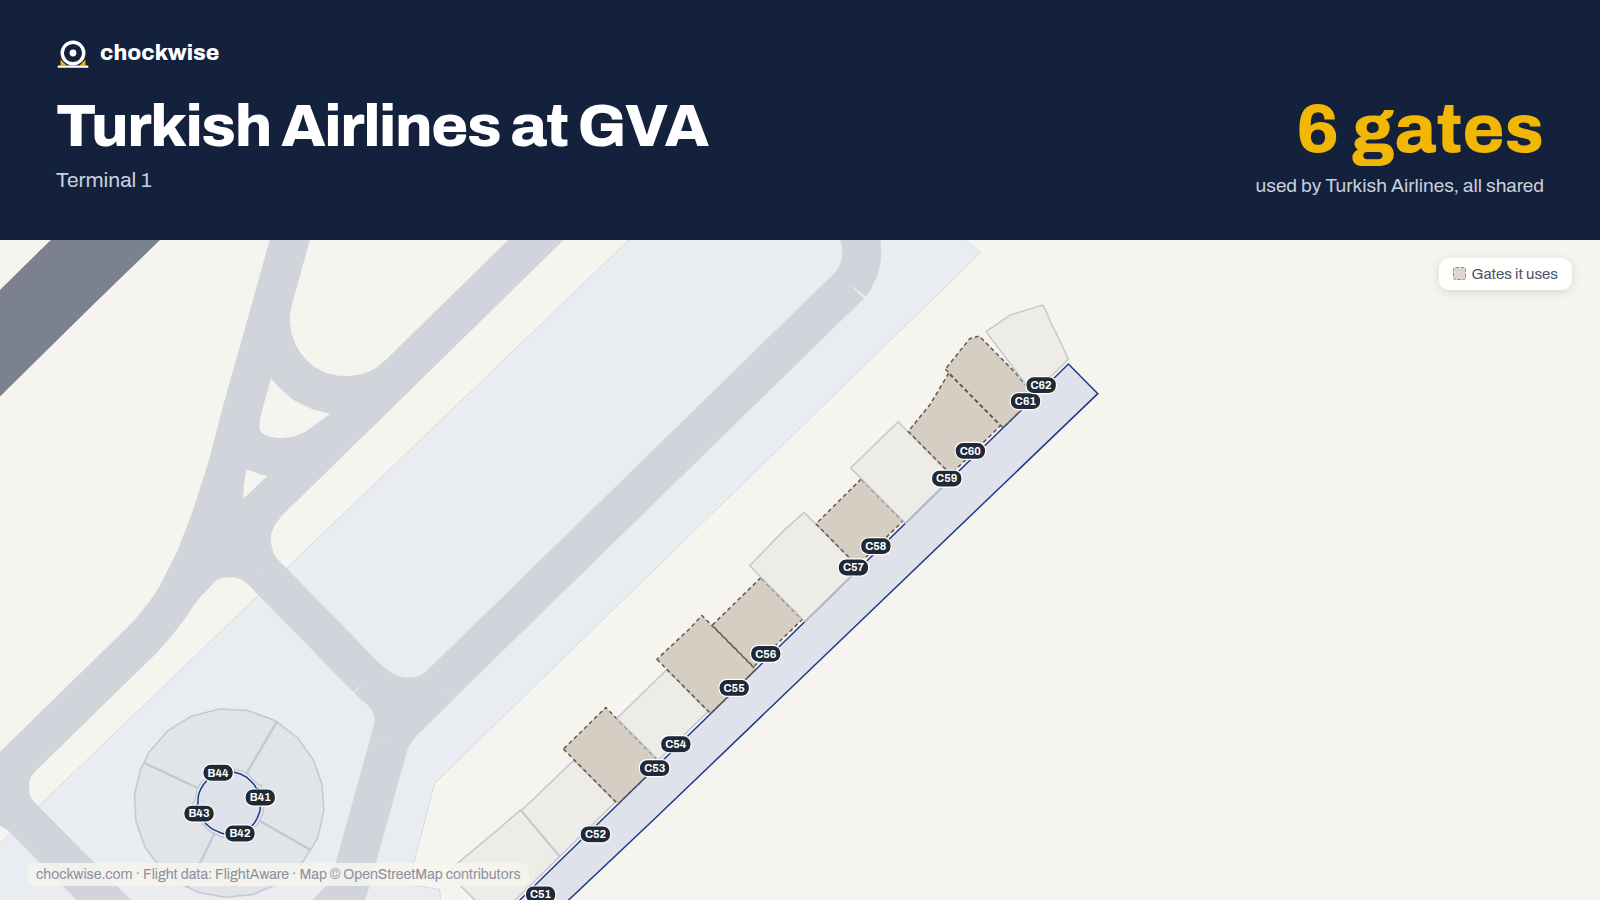 chockwise
Turkish Airlines at GVA
Terminal 1
6 gates
used by Turkish Airlines, all shared
Gates it uses
C62
C61
C60
C59
C58
C57
C56
C55
C54
C53
C52
C51
B44
B41
B43
B42
chockwise.com · Flight data: FlightAware · Map © OpenStreetMap contributors